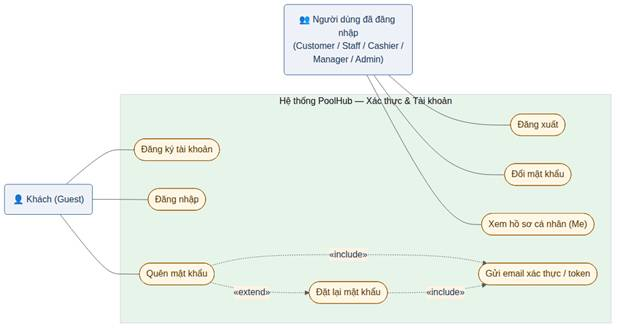 👥 Người dùng đã đăng
nhập
(Customer / Staff / Cashier /
Manager / Admin)
Hệ thống PoolHub — Xác thực & Tài khoản
Đăng xuất
Đăng ký tài khoản
Đổi mật khẩu
👤 Khách (Guest)
Đăng nhập
Xem hồ sơ cá nhân (Me)
«include»
Quên mật khẩu
Gửi email xác thực / token
«extend»
Đặt lại mật khẩu
«include»